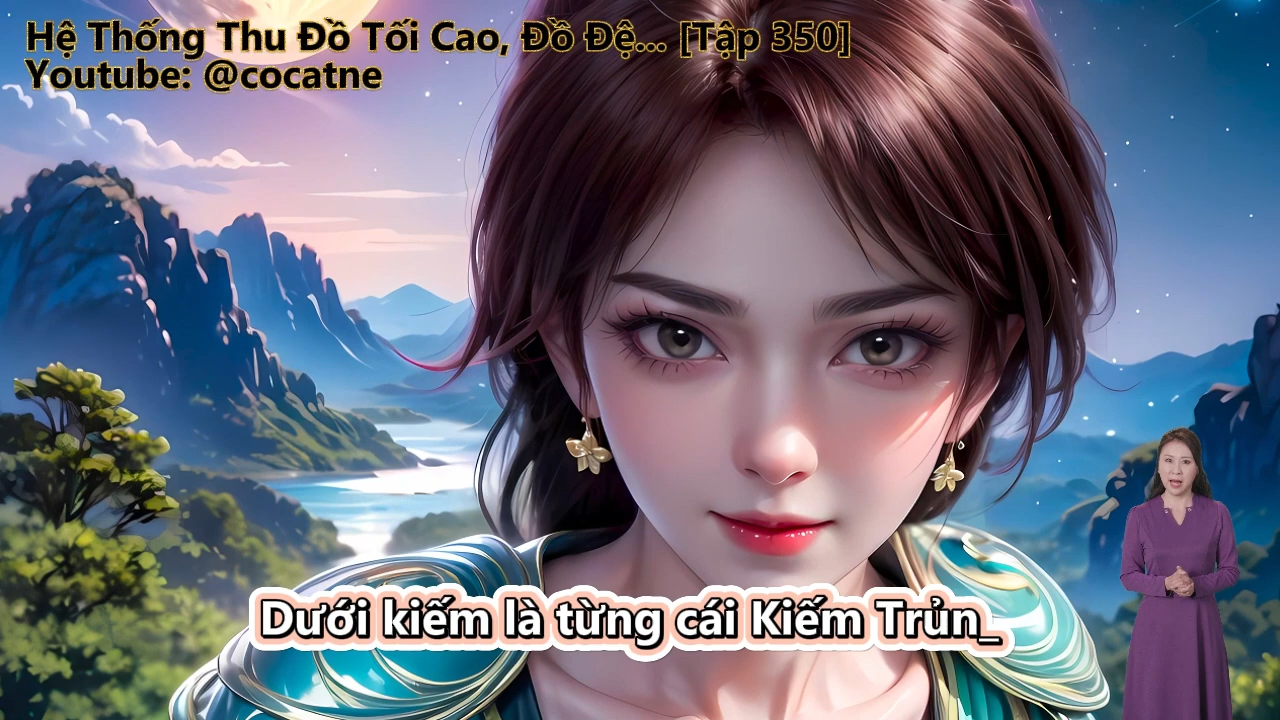 Hệ Thống Thu Đồ Tối Cao, Đồ Đệ... [Tập 350]
Youtube: @cocatne
Dưới kiếm là từng cái Kiếm Trủn_